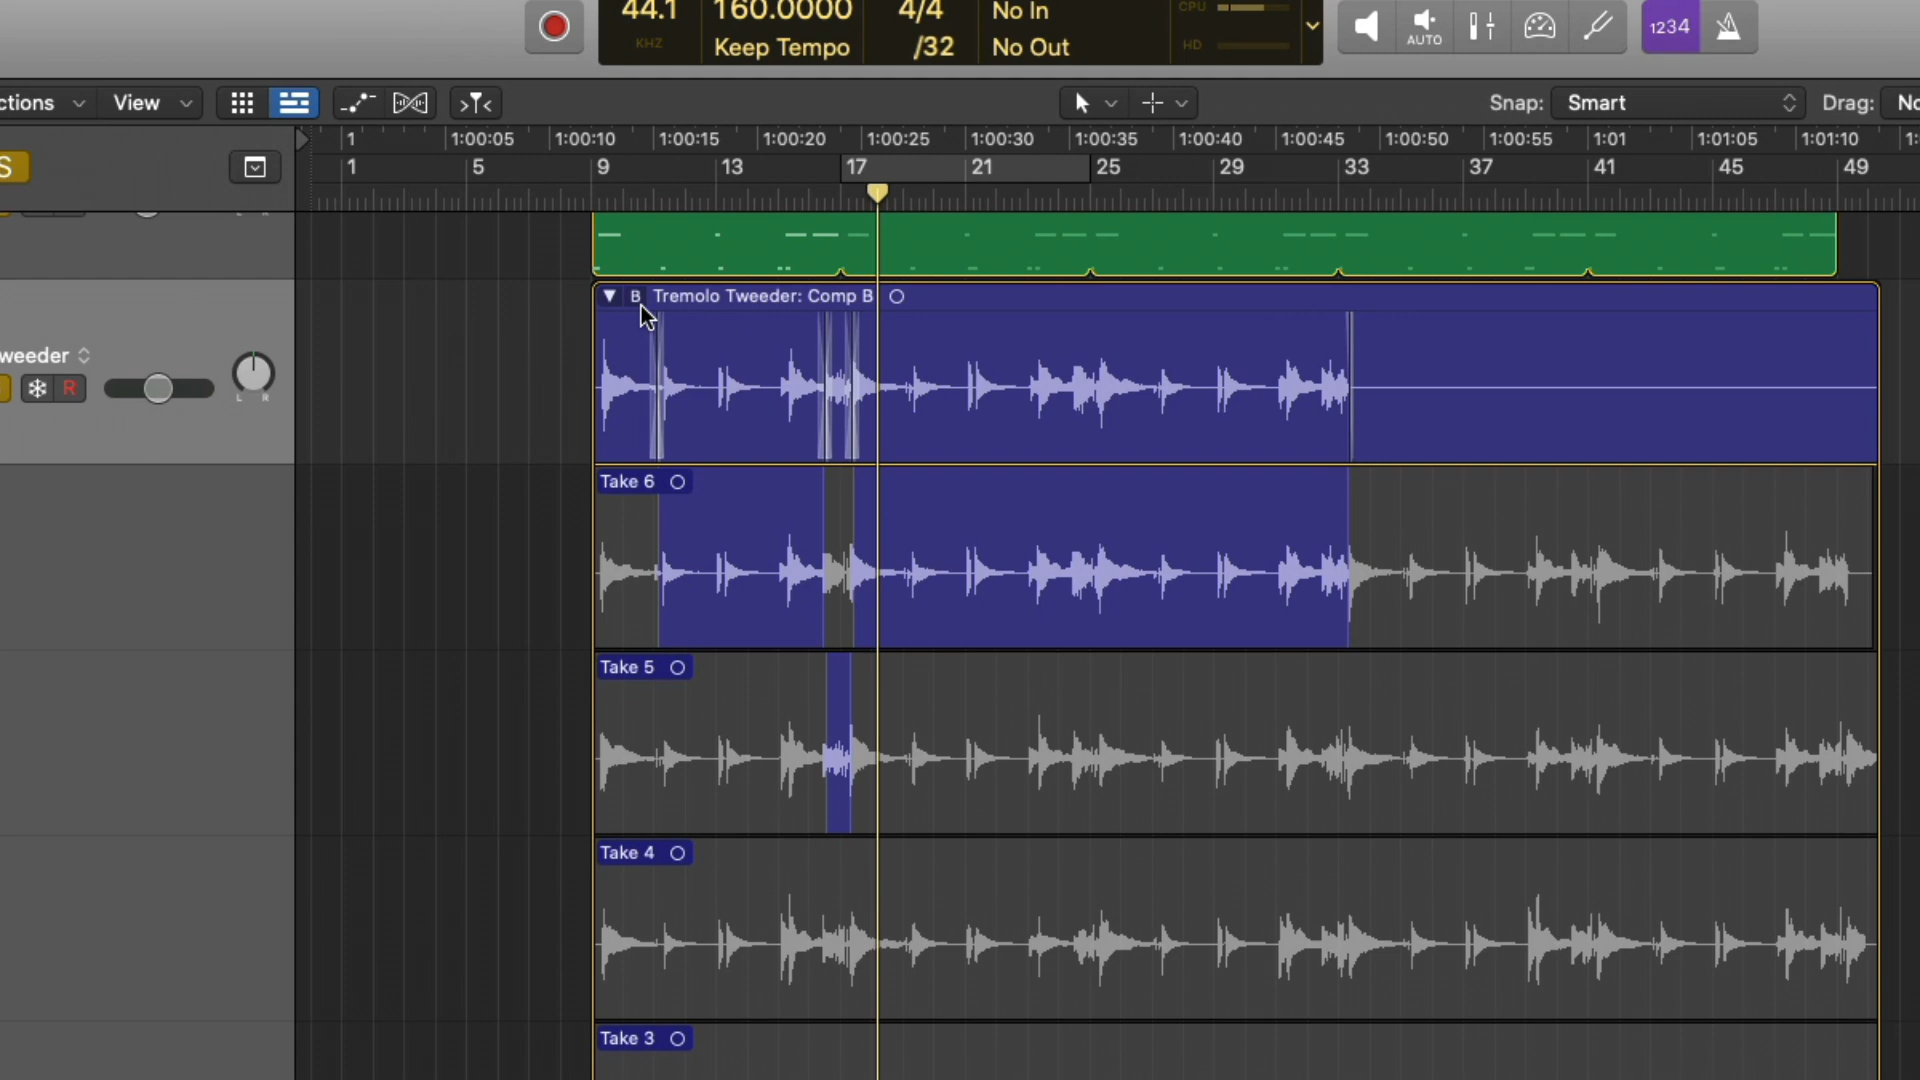 44.1 160.0000 4/4 No In CPU
KHZ Keep Tempo /32 No Out HD
AUTO 1234
ctions View Snap: Smart Drag: No
1 1:00:05 1:00:10 1:00:15 1:00:20 1:00:25 1:00:30 1:00:35 1:00:40 1:00:45 1:00:50 1:00:55 1:01 1:01:05 1:01:10 1:
S 1 5 9 13 17 21 25 29 33 37 41 45 49
L R
B Tremolo Tweeder: Comp B
weeder
R
L R
Take 6
Take 5
Take 4
Take 3